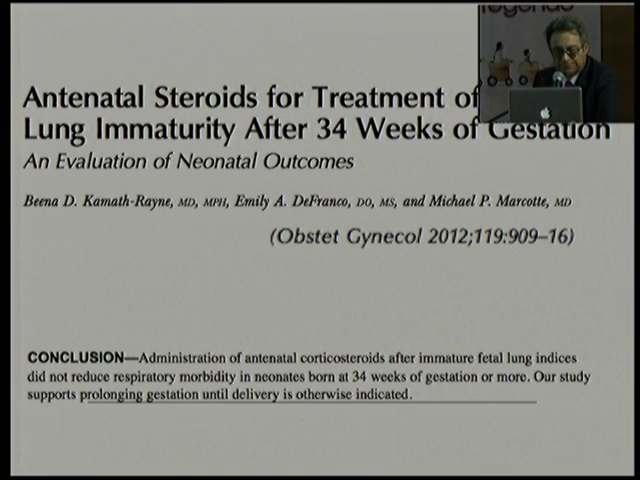 Antenatal Steroids for Treatment of
Lung Immaturity After 34 Weeks of Gestation
An Evaluation of Neonatal Outcomes
Beena D. Kamath-Rayne, MD, MPH, Emily A. DeFranco, DO, MS, and Michael P. Marcotte, MD
(Obstet Gynecol 2012;119:909–16)
CONCLUSION—Administration of antenatal corticosteroids after immature fetal lung indices
did not reduce respiratory morbidity in neonates born at 34 weeks of gestation or more. Our study
supports prolonging gestation until delivery is otherwise indicated.